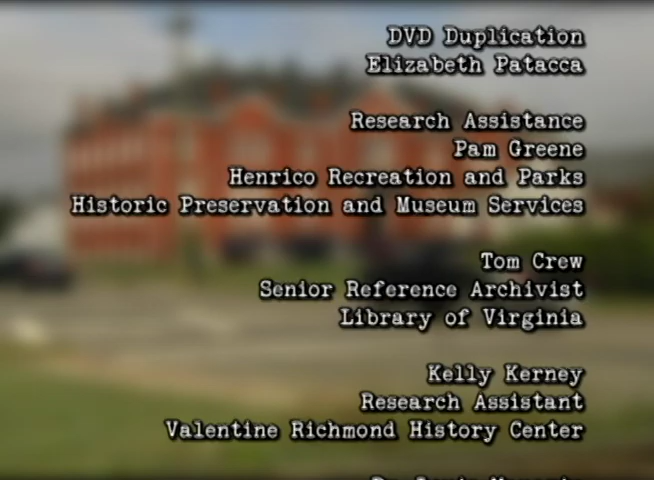 DVD Duplication
Elizabeth Patacca
Research Assistance
Pam Greene
Henrico Recreation and Parks
Historic Preservation and Museum Services
Tom Crew
Senior Reference Archivist
Library of Virginia
Kelly Kerney
Research Assistant
Valentine Richmond History Center